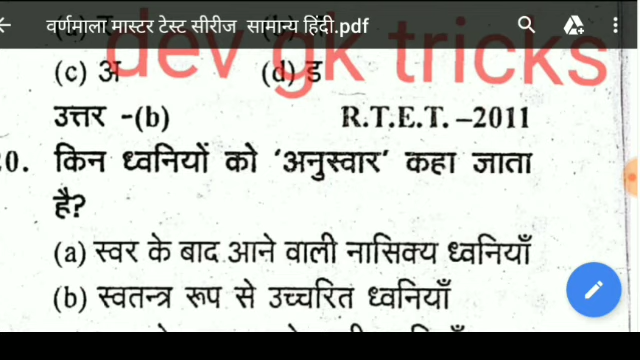 वर्णमाला मास्टर टेस्ट सीरीज सामान्य हिंदी.pdf
dev gk tricks
(c) अ (d) ड
उत्तर -(b) R.T.E.T. –2011
0. किन ध्वनियों को ‘अनुस्वार’ कहा जाता
है?
(a) स्वर के बाद आने वाली नासिक्य ध्वनियाँ
(b) स्वतन्त्र रूप से उच्चरित ध्वनियाँ